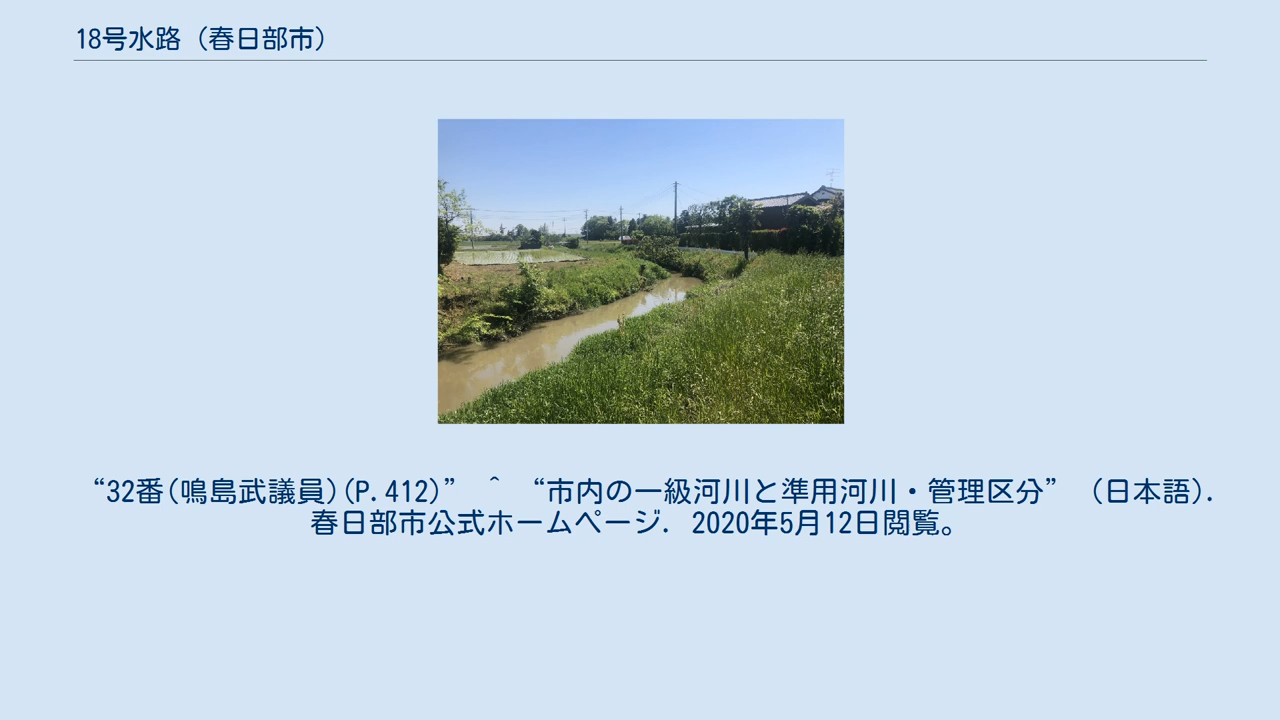 18号水路（春日部市）
“32番(鳴島武議員)(P.412)” ^ “市内の一級河川と準用河川・管理区分” （日本語）.
春日部市公式ホームページ. 2020年5月12日閲覧。